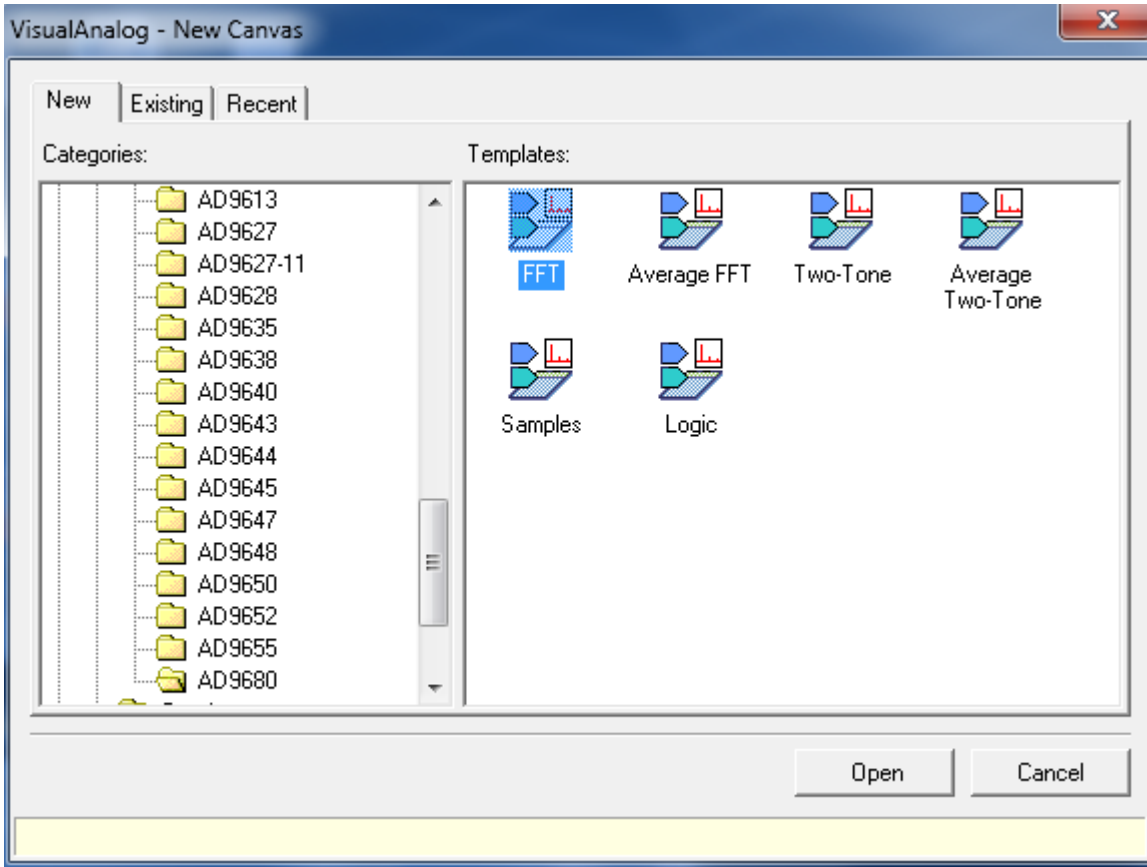 VisualAnalog - New Canvas
New
Existing
Recent
Categories:
Templates:
AD9613
AD9627
AD9627-11
AD9628
AD9635
AD9638
AD9640
AD9643
AD9644
AD9645
AD9647
AD9648
AD9650
AD9652
AD9655
AD9680
FFT
Average FFT
Two-Tone
Average
Two-Tone
Samples
Logic
Open
Cancel